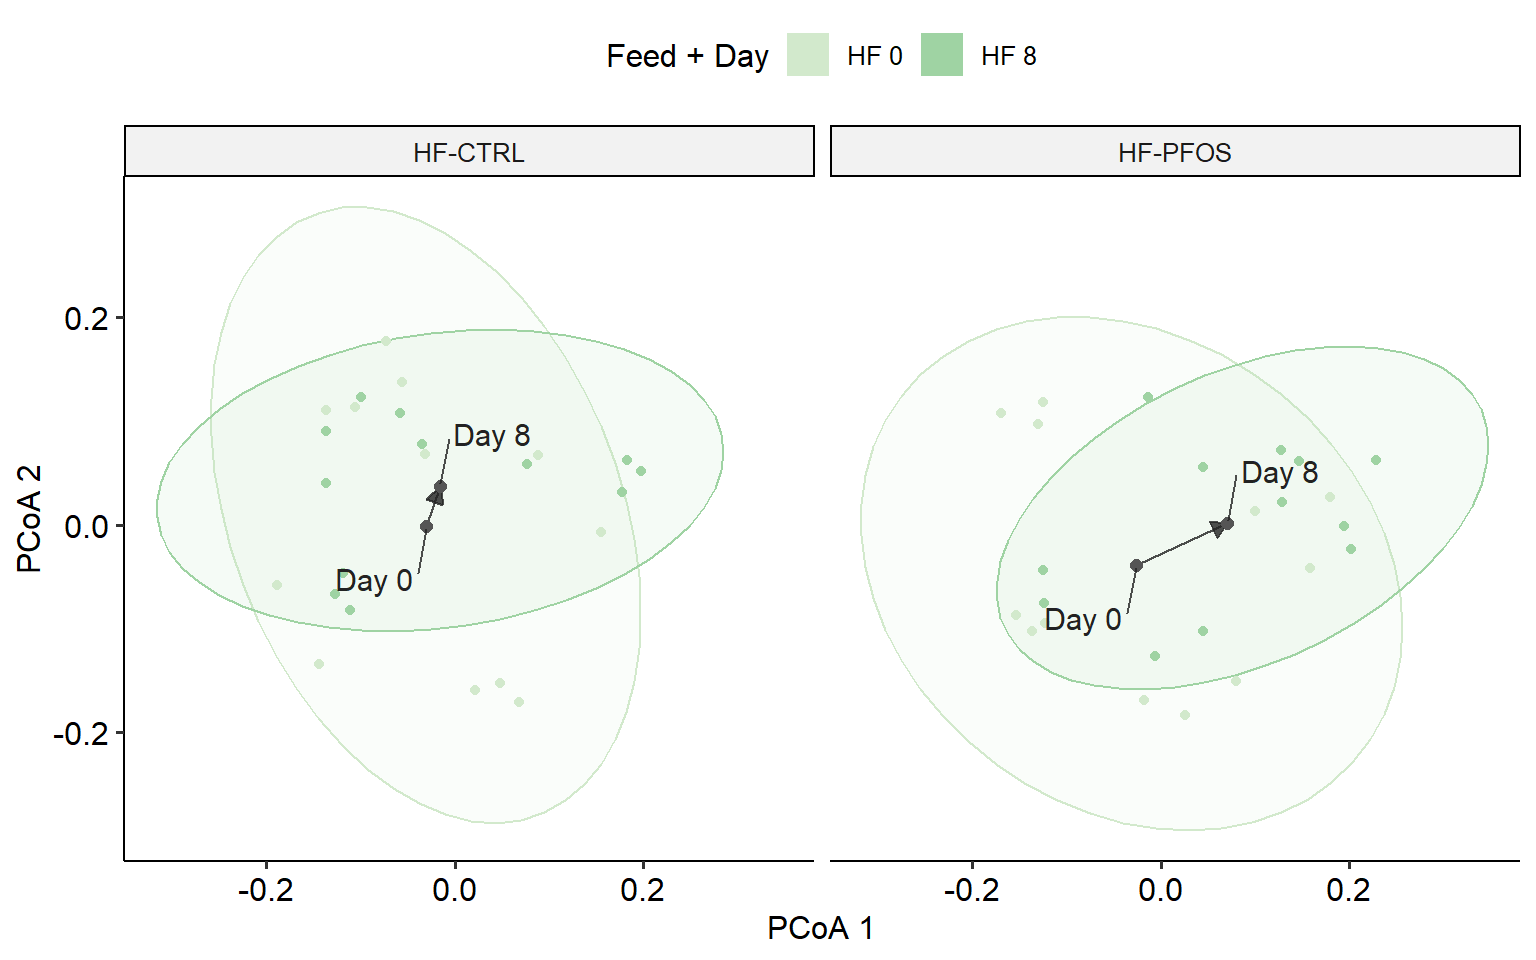 Feed + Day HF 0 HF 8
HF-CTRL
HF-PFOS
PCoA 2
0.2
0.0
-0.2
Day 8
Day 0
Day 8
Day 0
-0.2 0.0 0.2
-0.2 0.0 0.2
PCoA 1